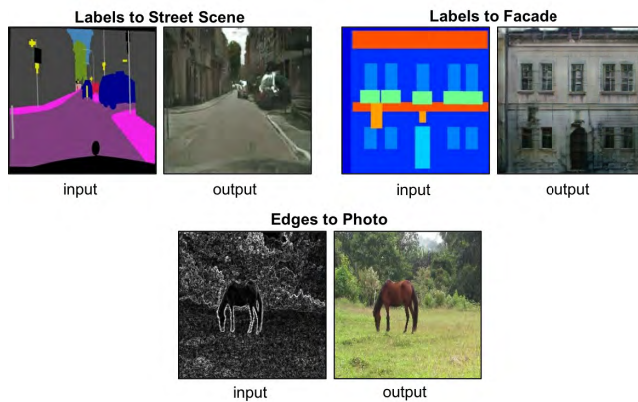 Labels to Street Scene
Labels to Facade
input
output
input
output
Edges to Photo
input
output